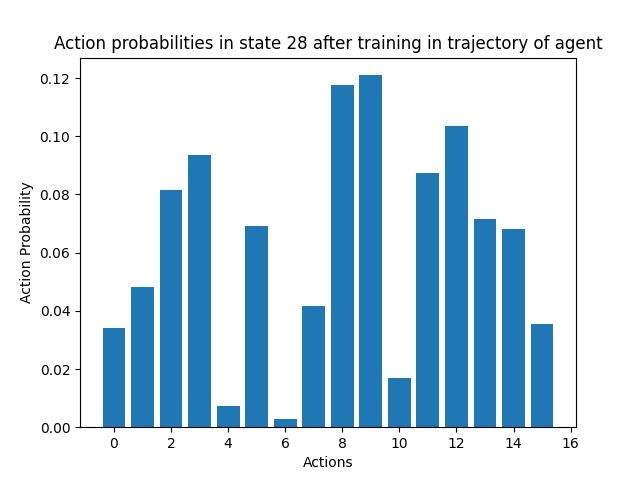 Action probabilities in state 28 after training in trajectory of agent
0.12
0.10
0.08
0.06
0.04
0.02
0.00
Action Probability
0 2 4 6 8 10 12 14 16
Actions